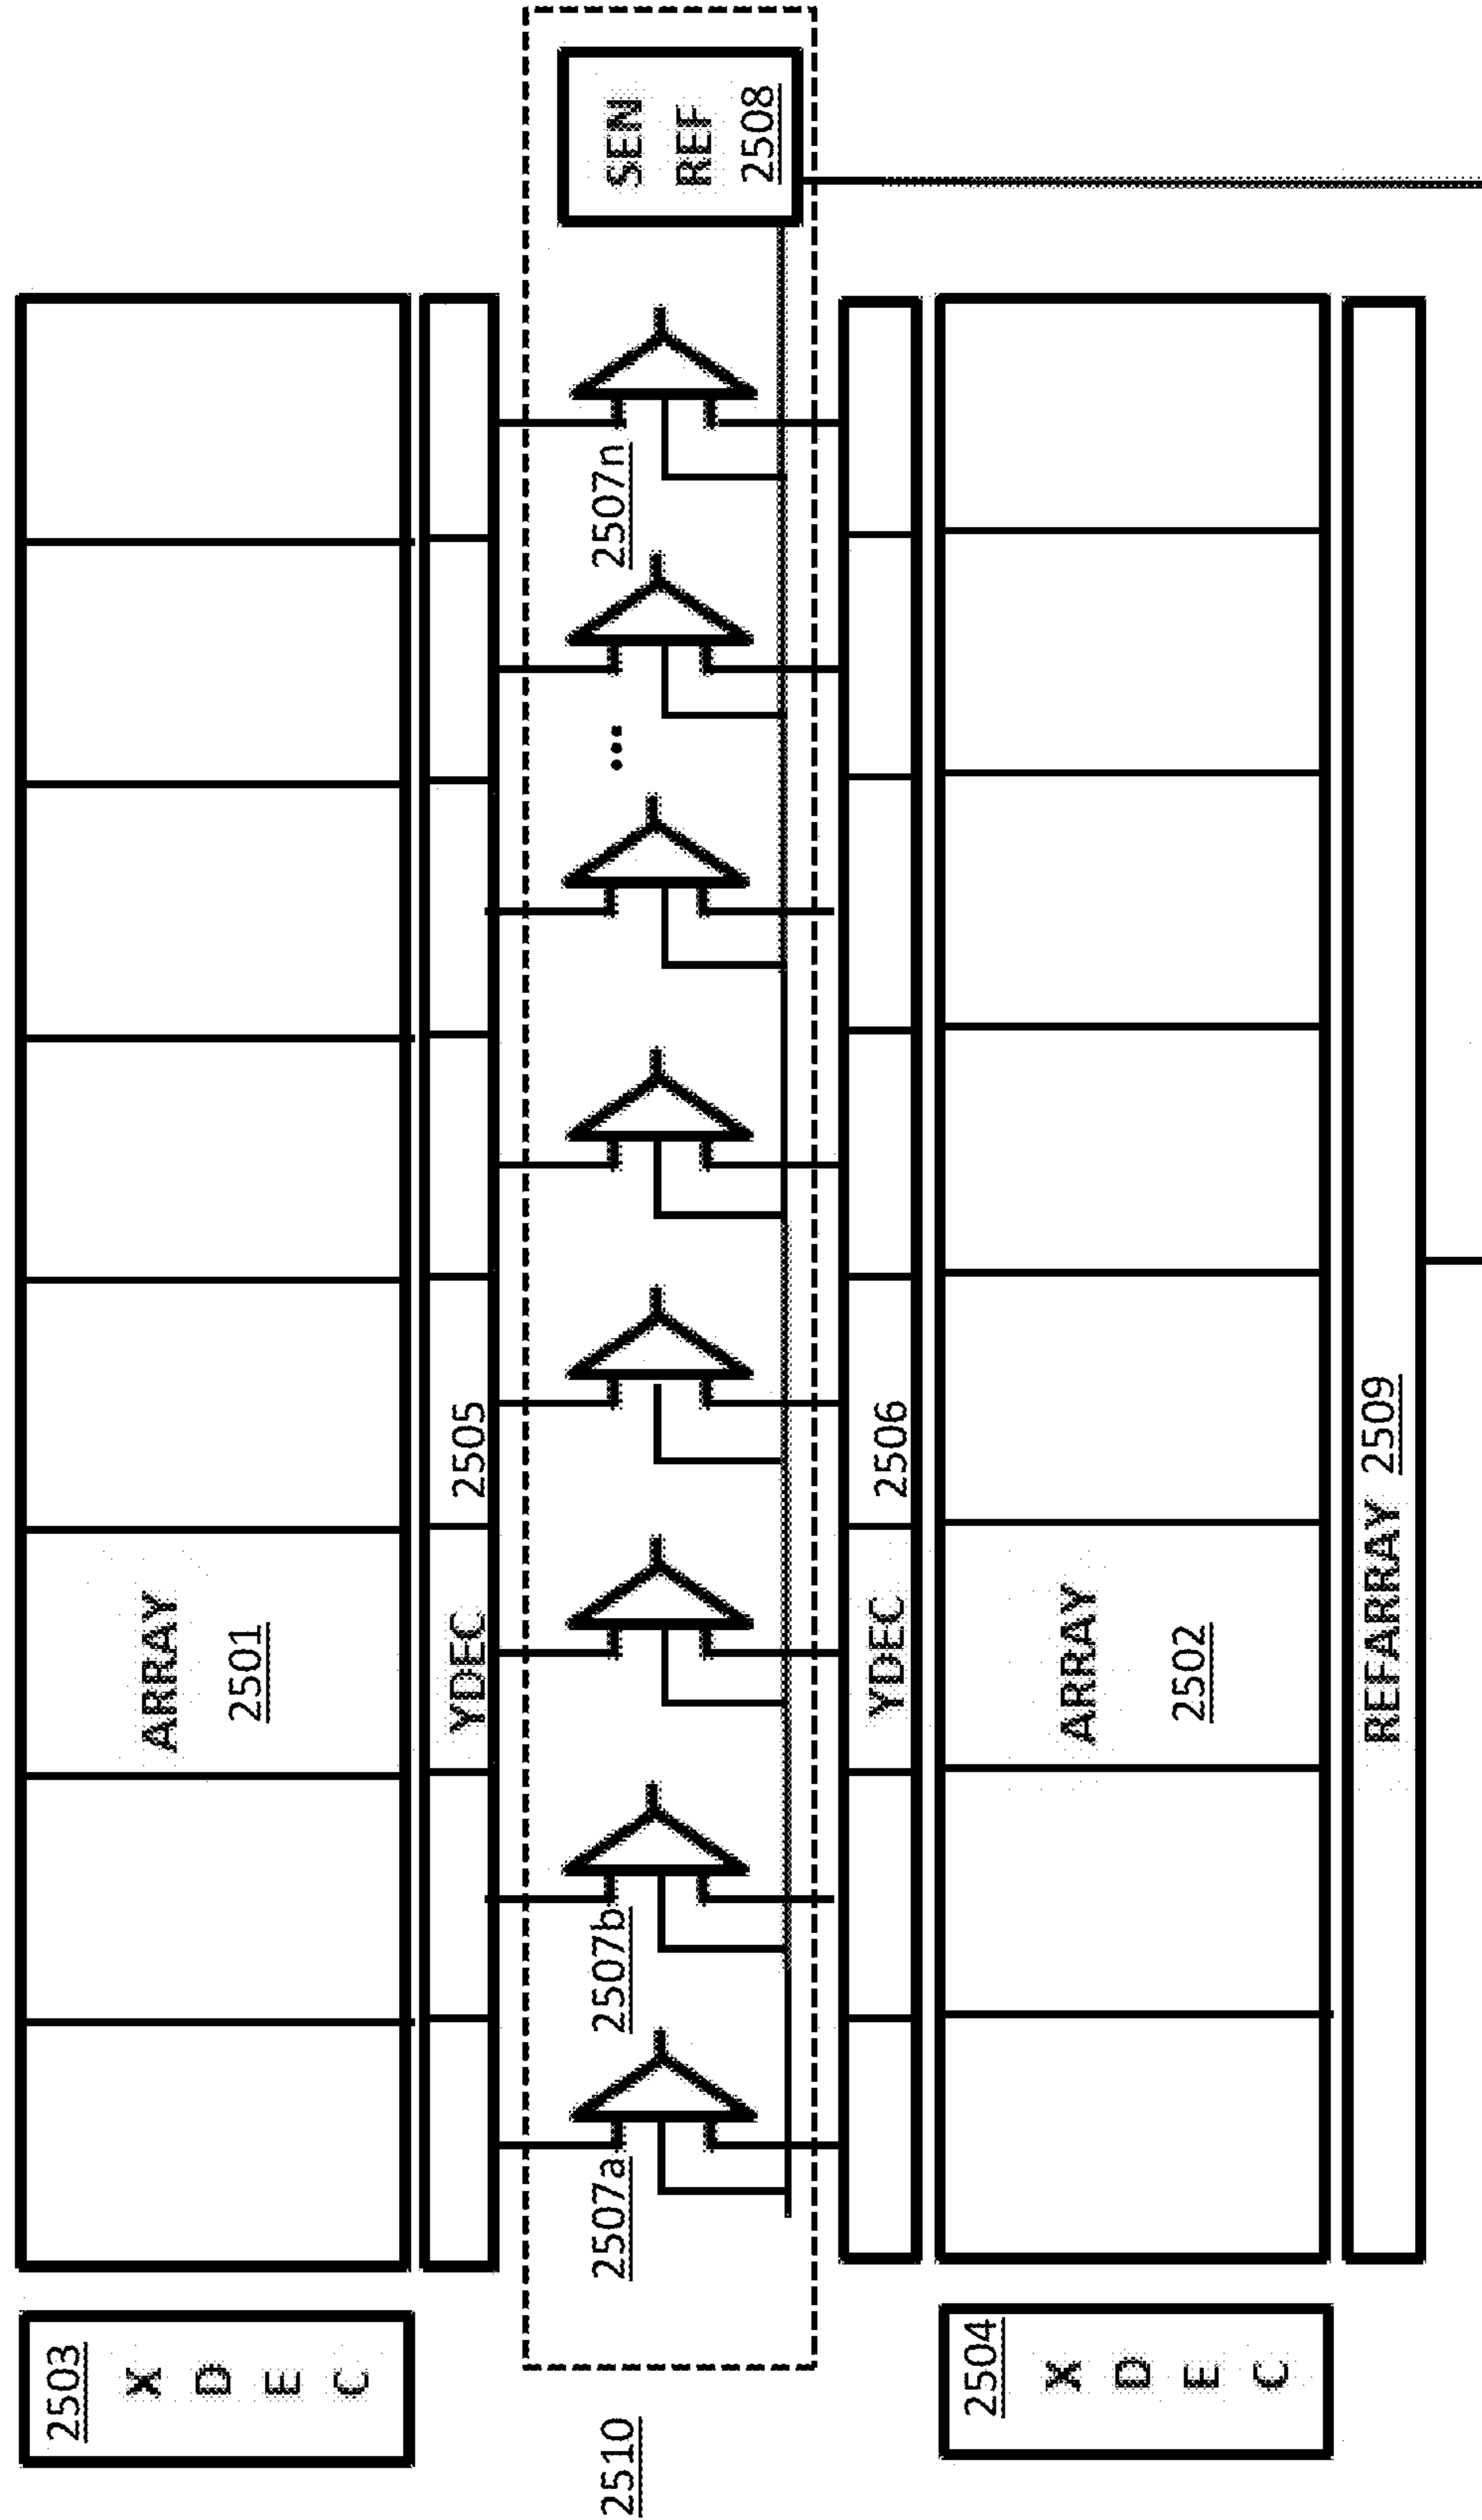 2503
X
D
E
C
ARRAY
2501
YDEC 2505
2510
2507a
2507b
...
2507n
SEN
REF
2508
YDEC 2506
2504
X
D
E
C
ARRAY
2502
REFARRAY 2509